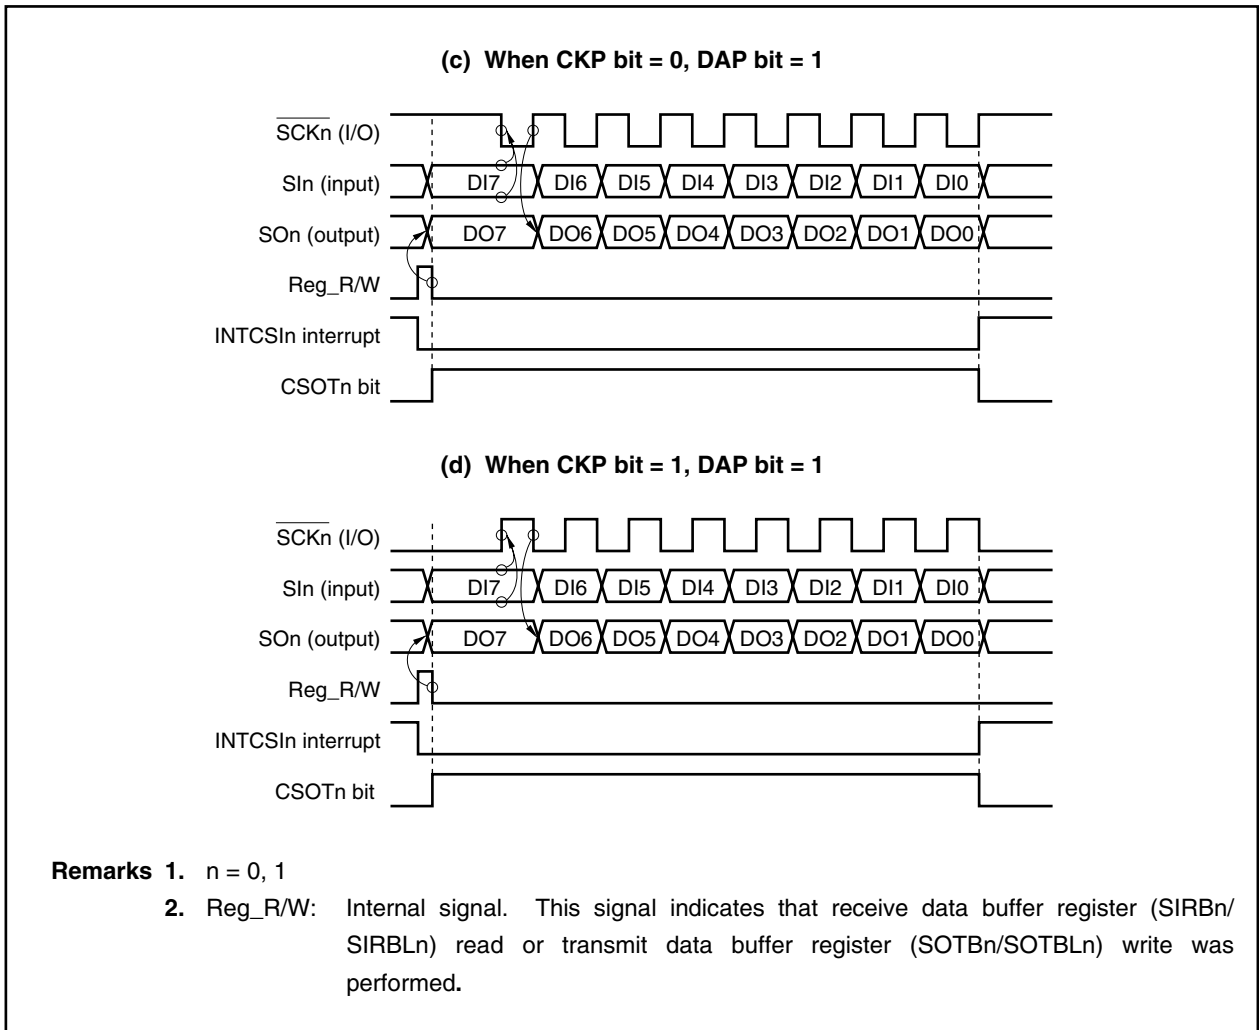 (c) When CKP bit = 0, DAP bit = 1
SCKn (I/O)
SIn (input) DI7 DI6 DI5 DI4 DI3 DI2 DI1 DI0
SOn (output) DO7 DO6 DO5 DO4 DO3 DO2 DO1 DO0
Reg_R/W
INTCSIn interrupt
CSOTn bit
(d) When CKP bit = 1, DAP bit = 1
SCKn (I/O)
SIn (input) DI7 DI6 DI5 DI4 DI3 DI2 DI1 DI0
SOn (output) DO7 DO6 DO5 DO4 DO3 DO2 DO1 DO0
Reg_R/W
INTCSIn interrupt
CSOTn bit
Remarks 1. n = 0, 1
2. Reg_R/W: Internal signal. This signal indicates that receive data buffer register (SIRBn/
SIRBLn) read or transmit data buffer register (SOTBn/SOTBLn) write was
performed.